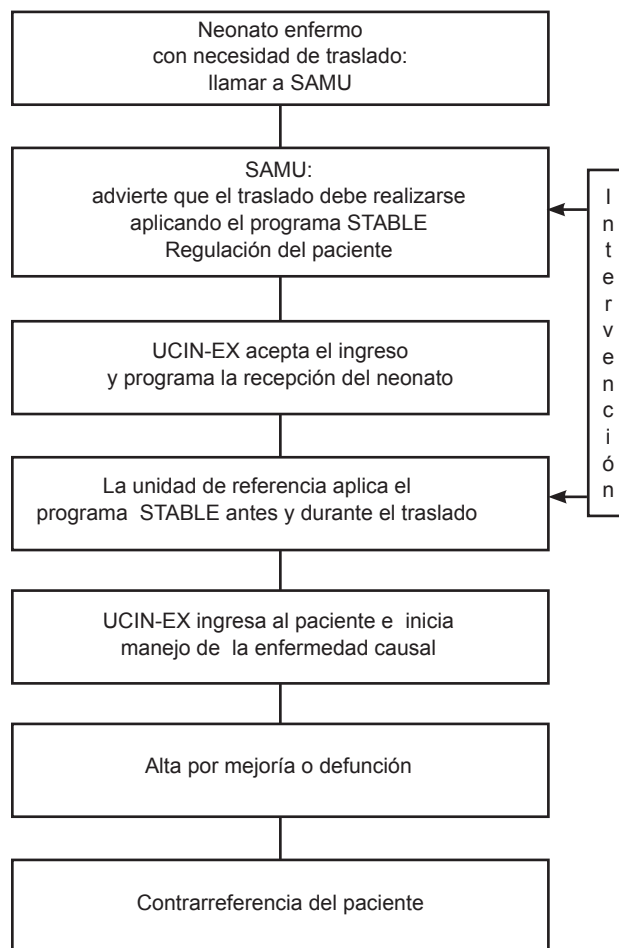 Neonato enfermo
con necesidad de traslado:
llamar a SAMU
SAMU:
advierte que el traslado debe realizarse
aplicando el programa STABLE
Regulación del paciente
Intervención
UCIN-EX acepta el ingreso
y programa la recepción del neonato
La unidad de referencia aplica el
programa STABLE antes y durante el traslado
UCIN-EX ingresa al paciente e inicia
manejo de la enfermedad causal
Alta por mejoría o defunción
Contrarreferencia del paciente